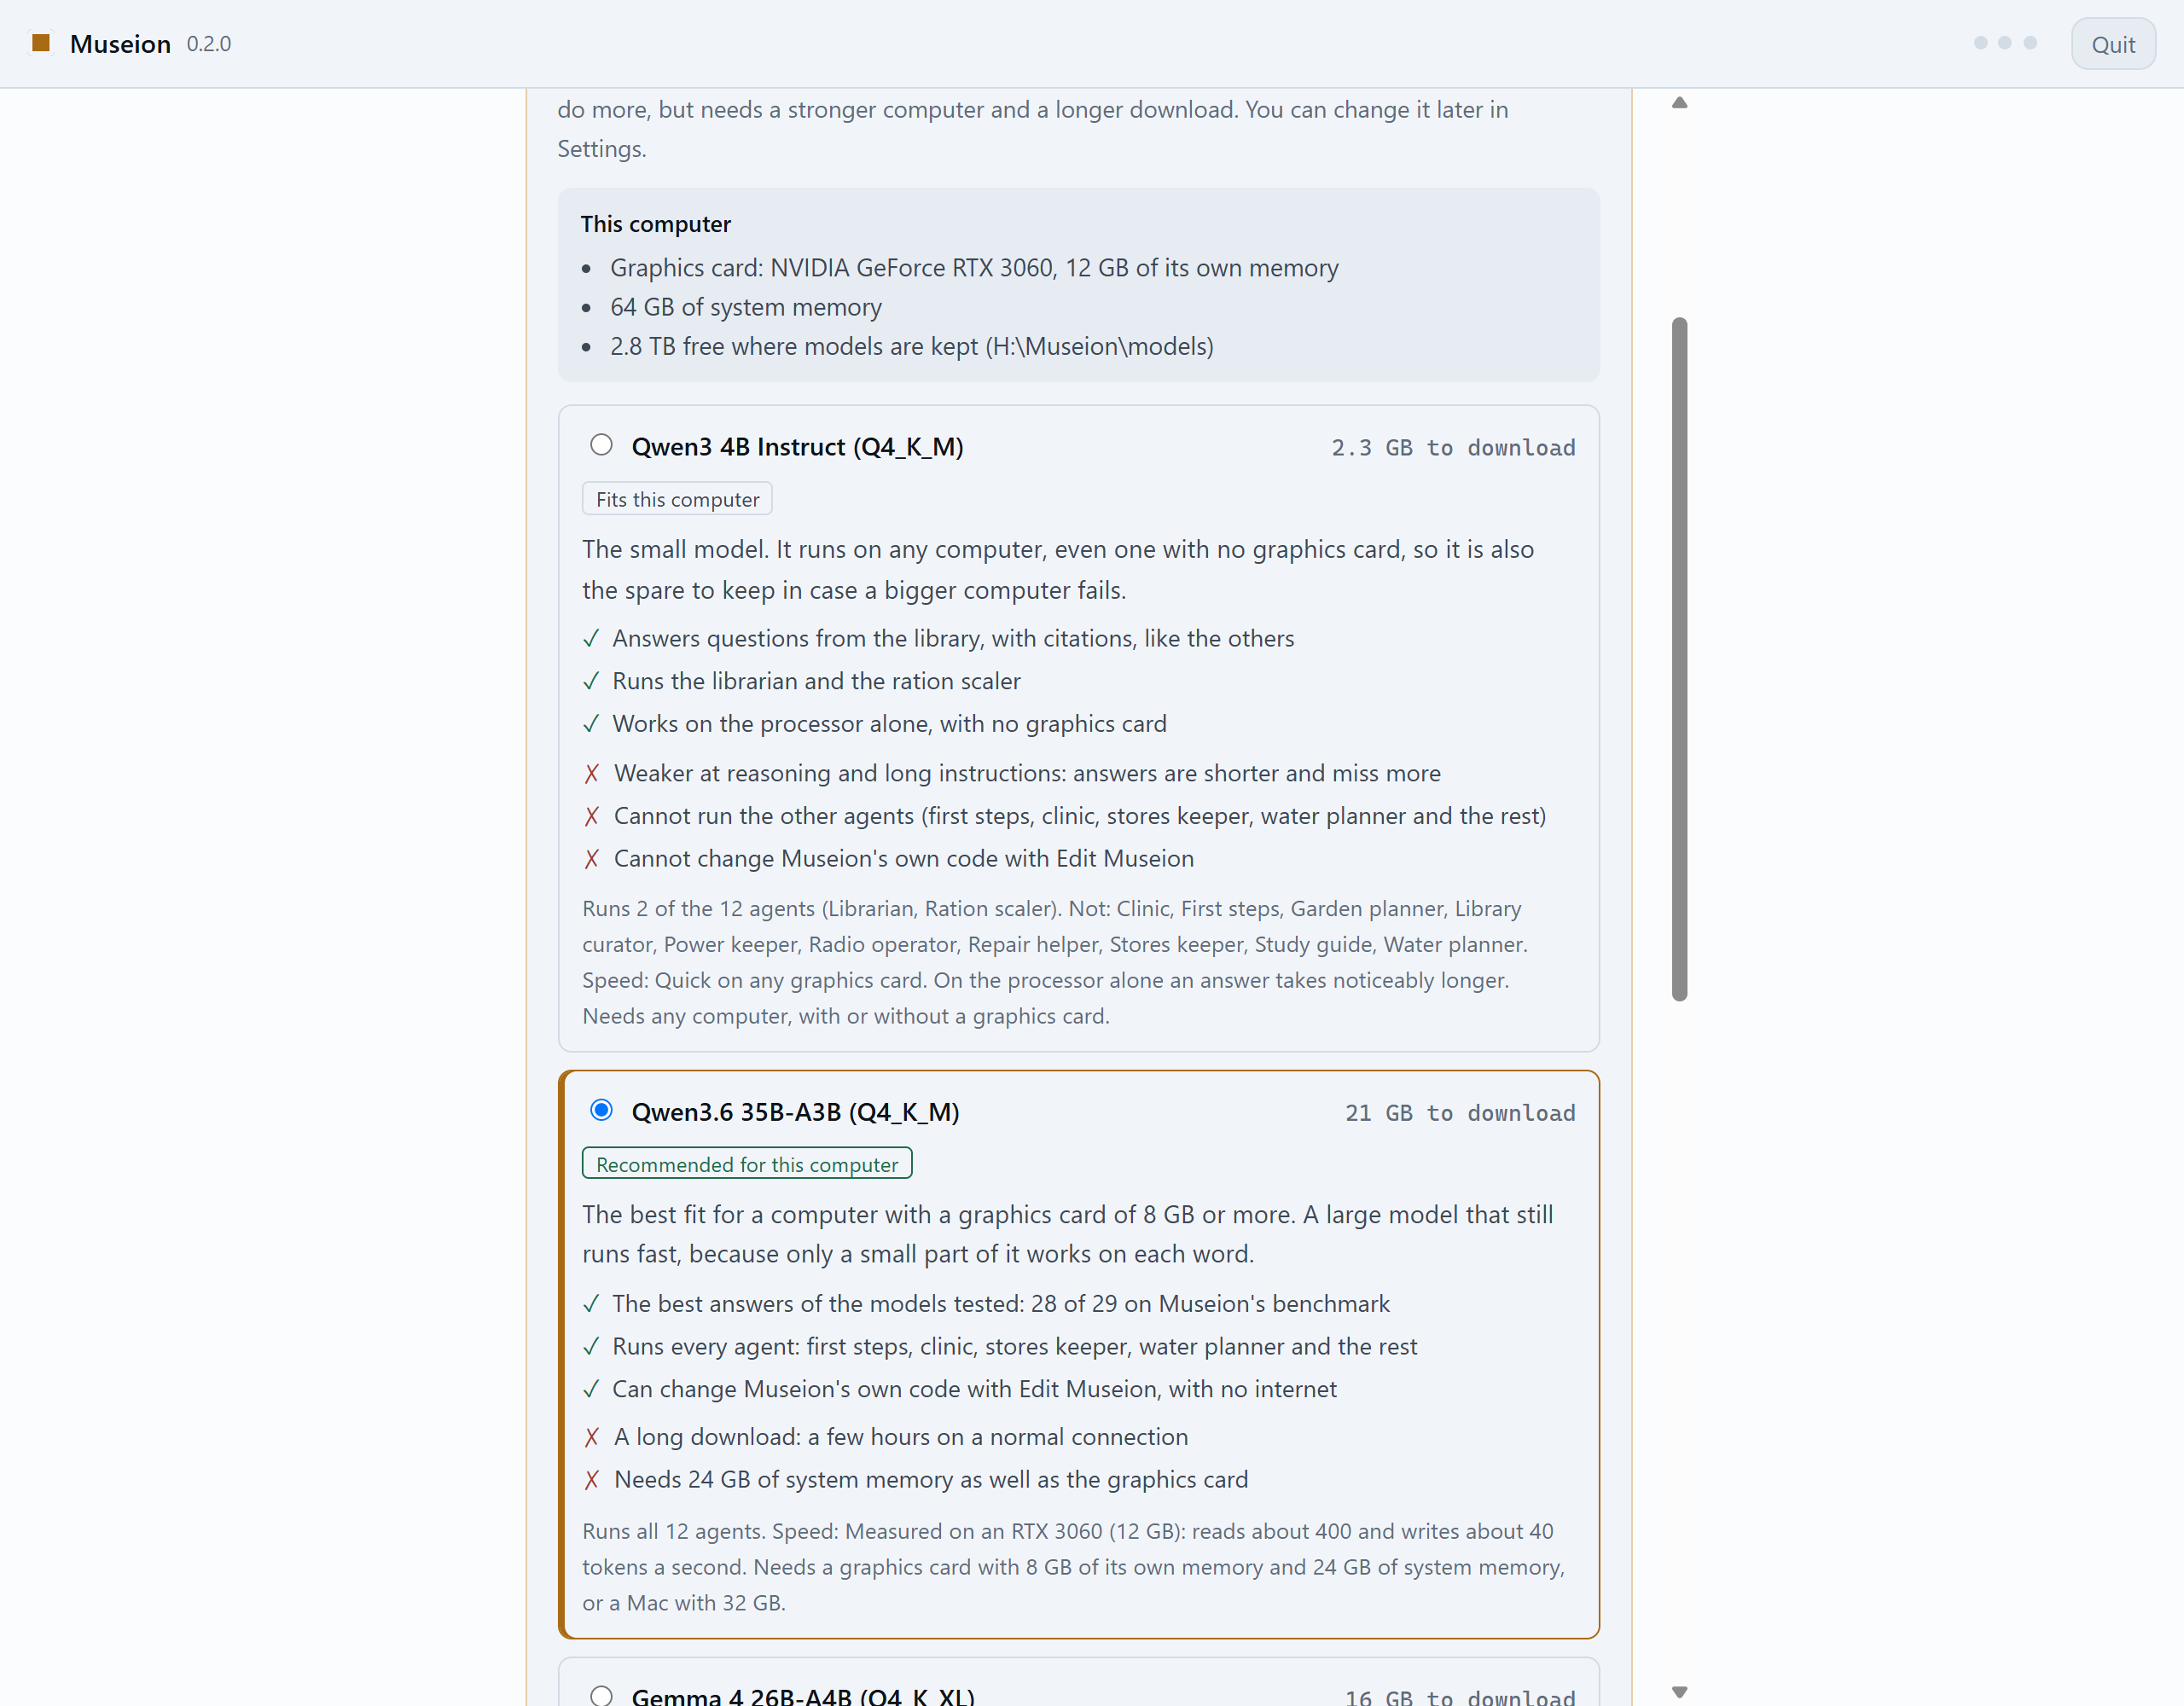 Museion 0.2.0
Quit
do more, but needs a stronger computer and a longer download. You can change it later in
Settings.
This computer
• Graphics card: NVIDIA GeForce RTX 3060, 12 GB of its own memory
• 64 GB of system memory
• 2.8 TB free where models are kept (H:\Museion\models)
Qwen3 4B Instruct (Q4_K_M) 2.3 GB to download
Fits this computer
The small model. It runs on any computer, even one with no graphics card, so it is also
the spare to keep in case a bigger computer fails.
✓ Answers questions from the library, with citations, like the others
✓ Runs the librarian and the ration scaler
✓ Works on the processor alone, with no graphics card
✗ Weaker at reasoning and long instructions: answers are shorter and miss more
✗ Cannot run the other agents (first steps, clinic, stores keeper, water planner and the rest)
✗ Cannot change Museion's own code with Edit Museion
Runs 2 of the 12 agents (Librarian, Ration scaler). Not: Clinic, First steps, Garden planner, Library
curator, Power keeper, Radio operator, Repair helper, Stores keeper, Study guide, Water planner.
Speed: Quick on any graphics card. On the processor alone an answer takes noticeably longer.
Needs any computer, with or without a graphics card.
Qwen3.6 35B-A3B (Q4_K_M) 21 GB to download
Recommended for this computer
The best fit for a computer with a graphics card of 8 GB or more. A large model that still
runs fast, because only a small part of it works on each word.
✓ The best answers of the models tested: 28 of 29 on Museion's benchmark
✓ Runs every agent: first steps, clinic, stores keeper, water planner and the rest
✓ Can change Museion's own code with Edit Museion, with no internet
✗ A long download: a few hours on a normal connection
✗ Needs 24 GB of system memory as well as the graphics card
Runs all 12 agents. Speed: Measured on an RTX 3060 (12 GB): reads about 400 and writes about 40
tokens a second. Needs a graphics card with 8 GB of its own memory and 24 GB of system memory,
or a Mac with 32 GB.
Gemma 4 26B-A4B (Q4_K_XL) 16 GB to download